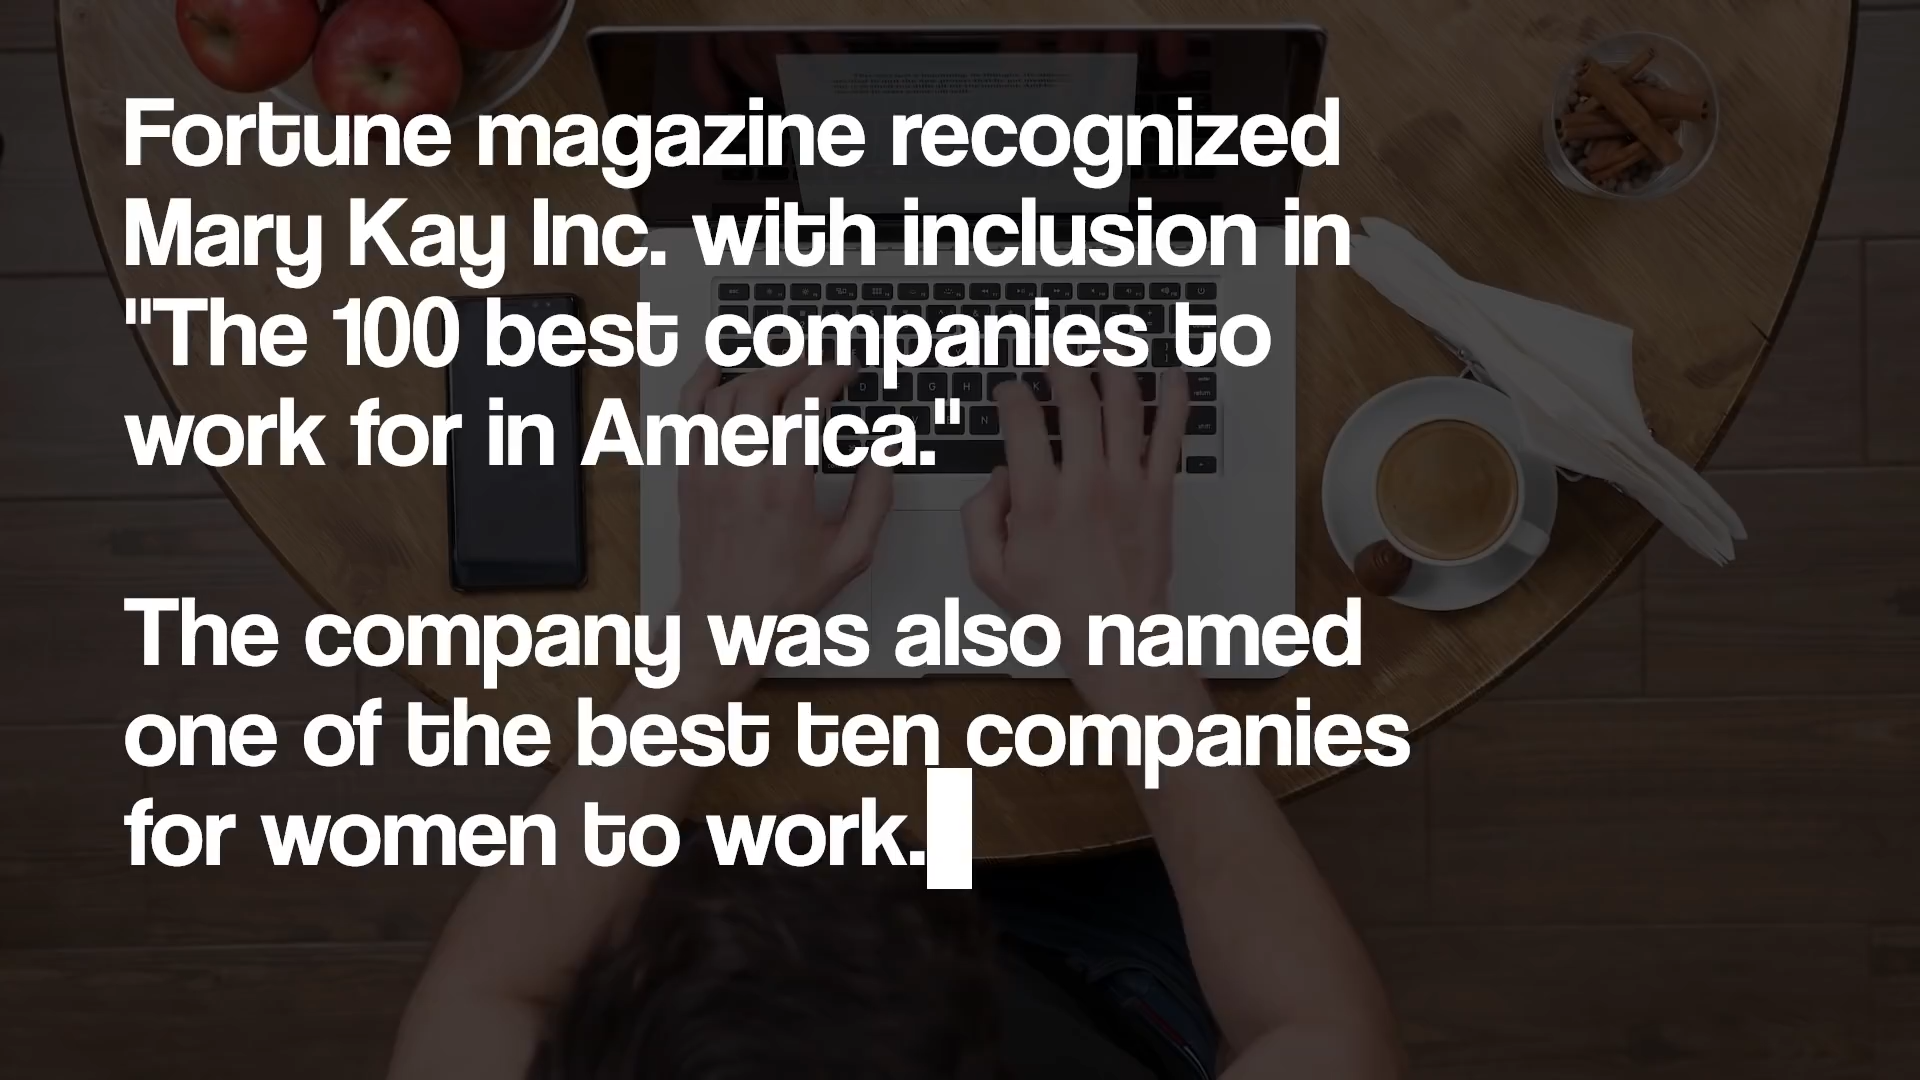 Fortune magazine recognized
Mary Kay Inc. with inclusion in
"The 100 best companies to
work for in America."
The company was also named
one of the best ten companies
for women to work.